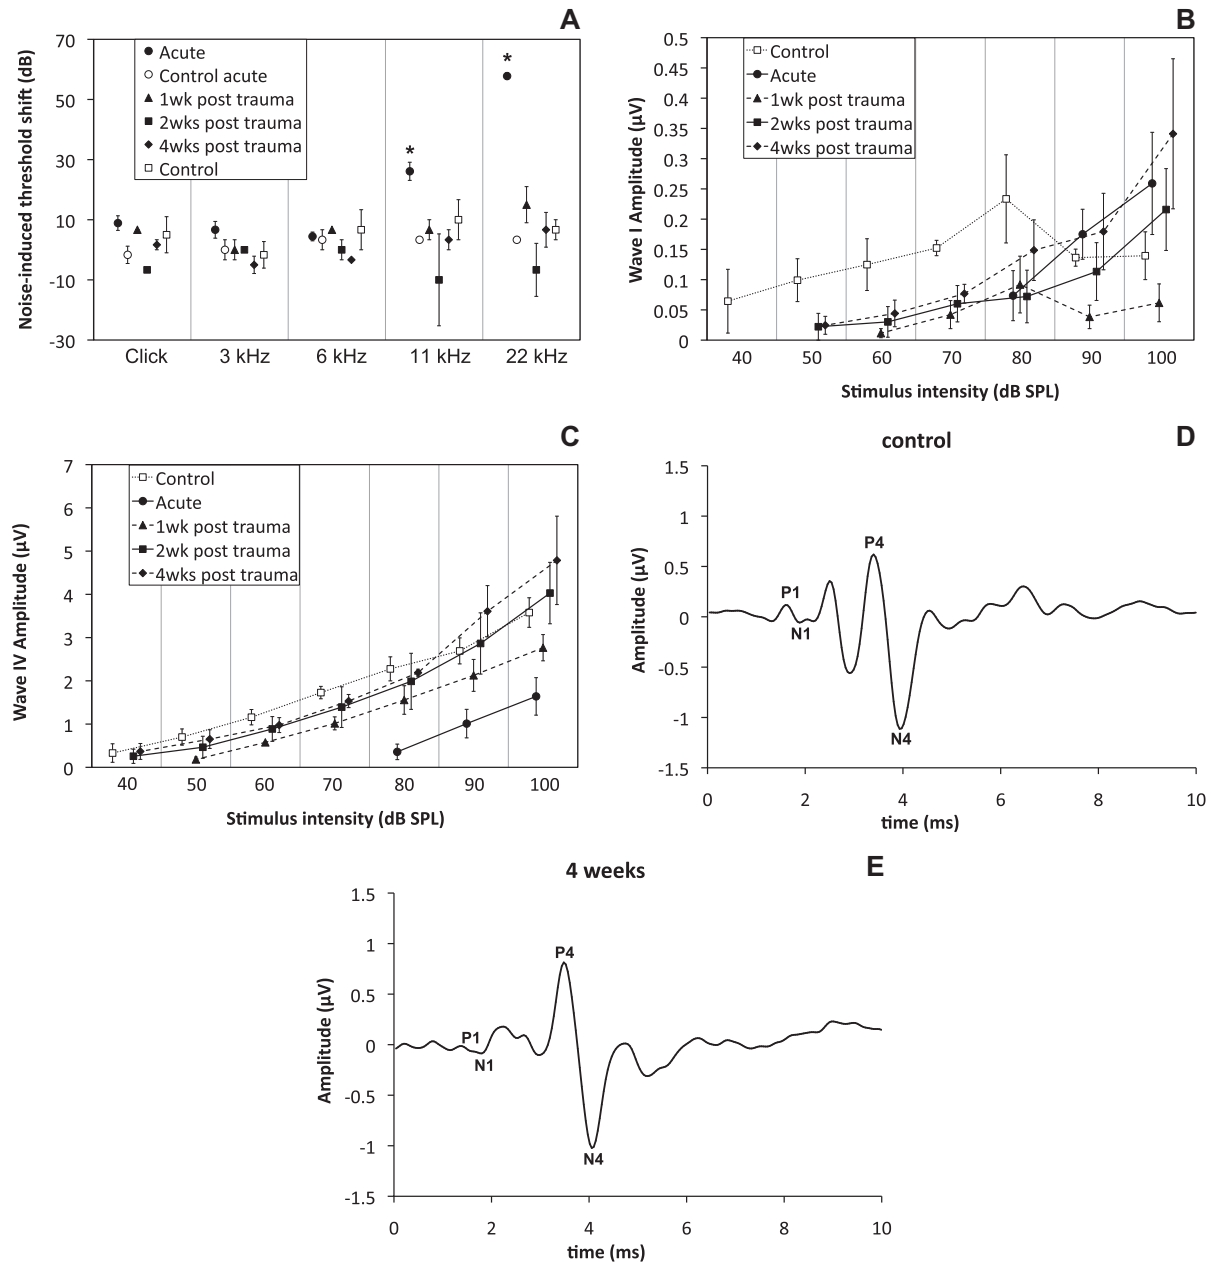 A
Noise-induced threshold shift (dB)
70
50
30
10
-10
-30
Acute
Control acute
1wk post trauma
2wks post trauma
4wks post trauma
Control
*
*
Click
3 kHz
6 kHz
11 kHz
22 kHz
B
Wave I Amplitude (μV)
0.5
0.45
0.4
0.35
0.3
0.25
0.2
0.15
0.1
0.05
0
Control
Acute
1wk post trauma
2wks post trauma
4wks post trauma
40
50
60
70
80
90
100
Stimulus intensity (dB SPL)
C
Wave IV Amplitude (μV)
7
6
5
4
3
2
1
0
Control
Acute
1wk post trauma
2wk post trauma
4wks post trauma
40
50
60
70
80
90
100
Stimulus intensity (dB SPL)
control
D
Amplitude (μV)
1.5
1
0.5
0
-0.5
-1
-1.5
P1
N1
P4
N4
0
2
4
6
8
10
time (ms)
4 weeks
E
Amplitude (μV)
1.5
1
0.5
0
-0.5
-1
-1.5
P1
N1
P4
N4
0
2
4
6
8
10
time (ms)